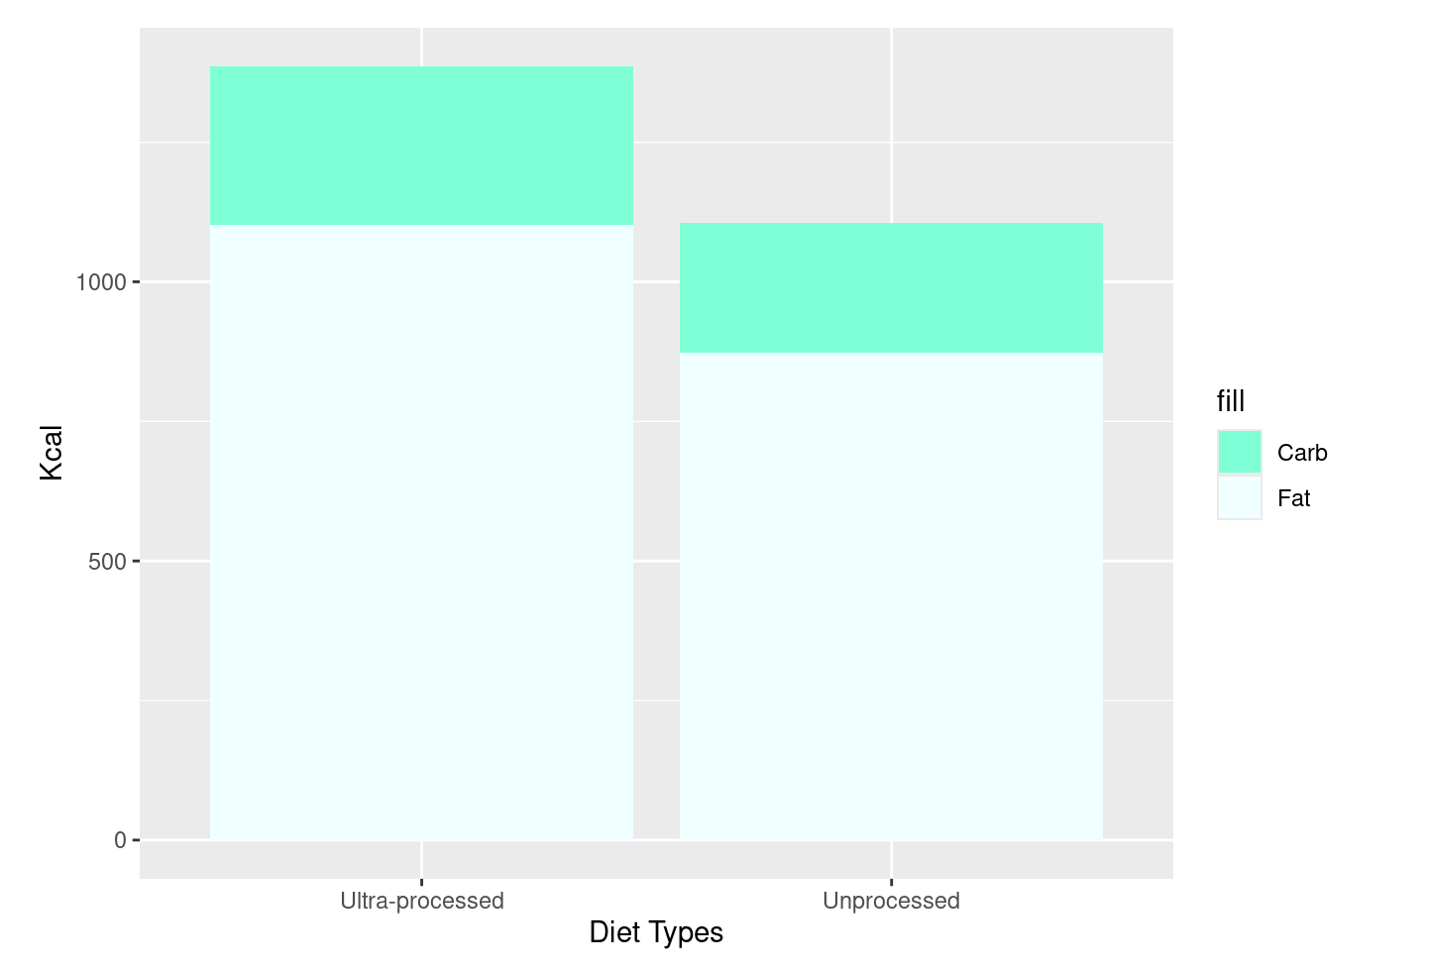 Kcal
1000
500
0
Ultra-processed
Unprocessed
Diet Types
fill
Carb
Fat